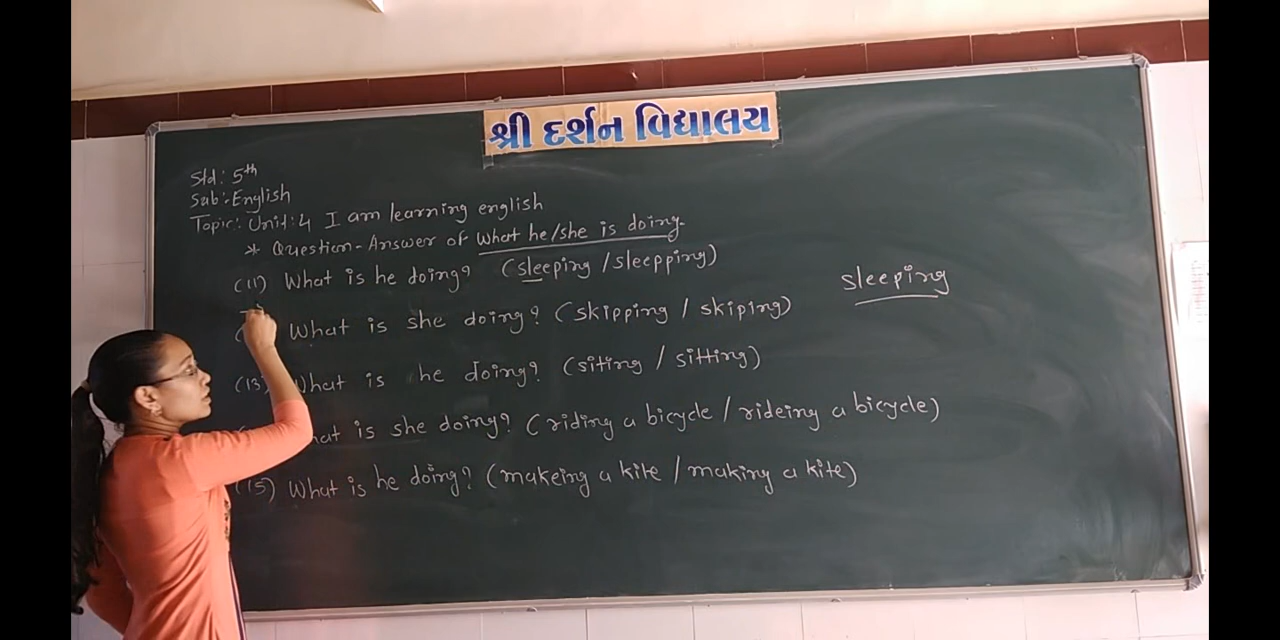 શ્રી દર્શન વિદ્યાલય
Std: 5th
Sub:- English
Topic: Unit: 4 I am learning english
* Question-Answer of what he/she is doing.
(11) What is he doing? (sleeping / sleepping)
sleeping
What is she doing? (skipping / skiping)
(13) What is he doing? (siting / sitting)
What is she doing? (riding a bicycle / rideing a bicycle)
(15) What is he doing? (makeing a kite / making a kite)